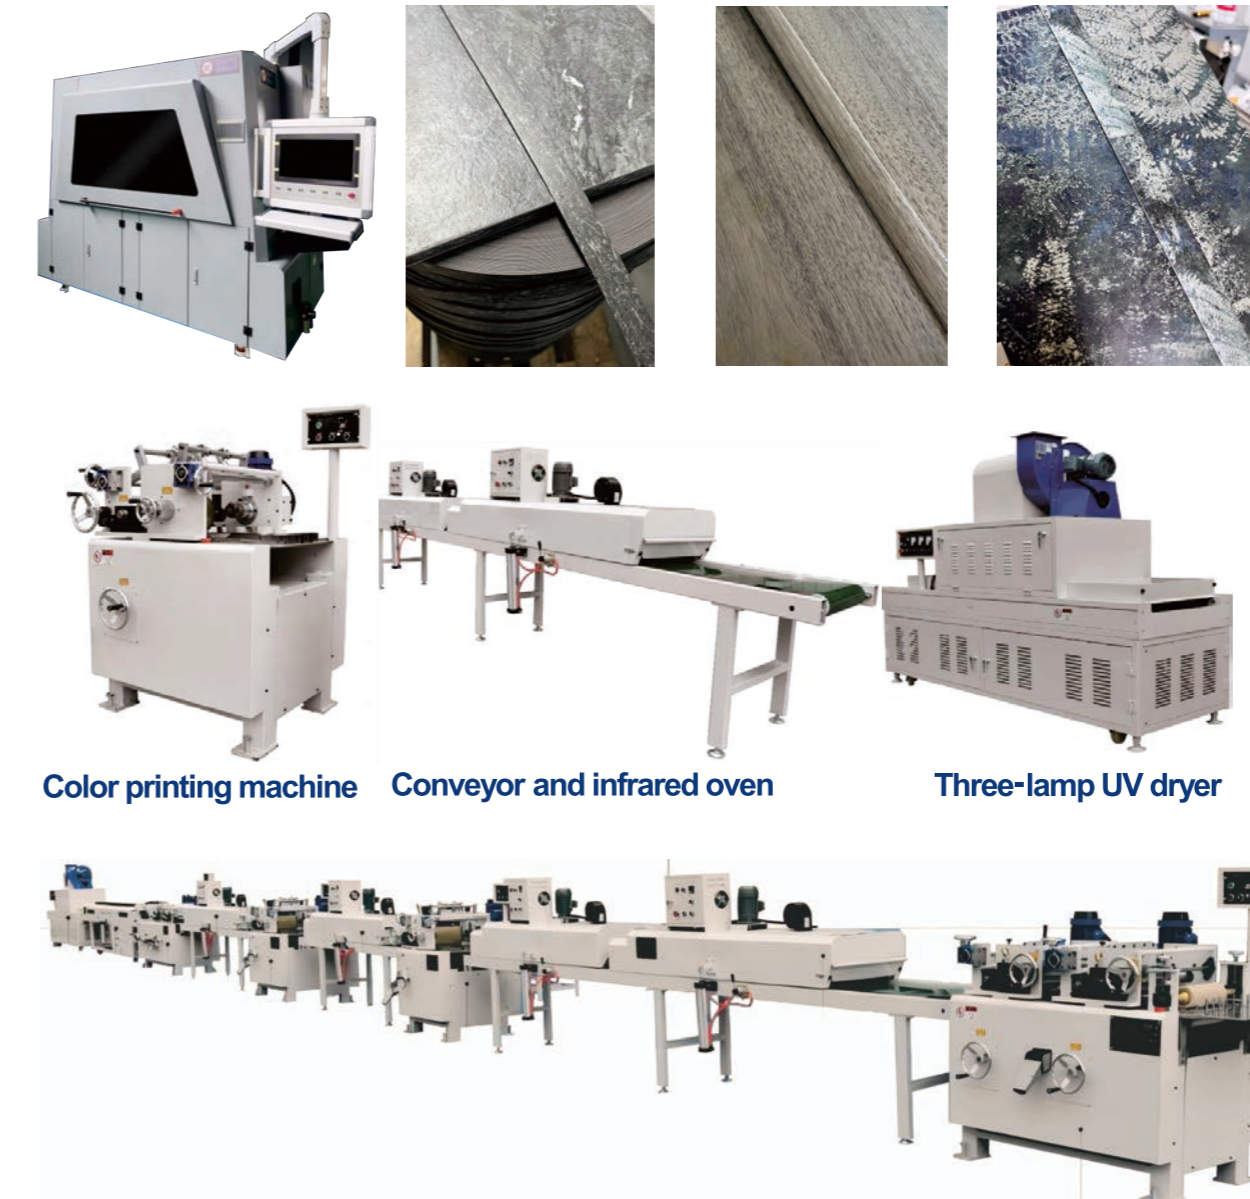 Color printing machine
Conveyor and infrared oven
Three-lamp UV dryer